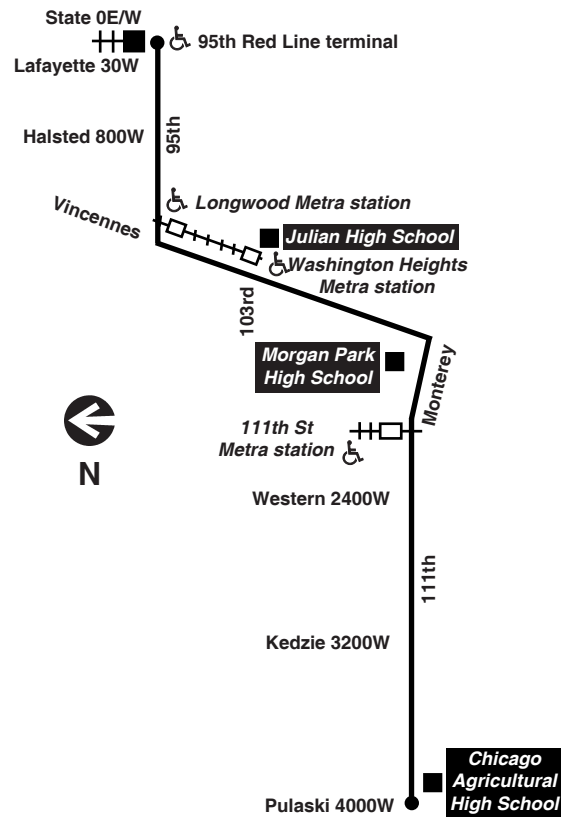 State 0E/W
95th Red Line terminal
Lafayette 30W
Halsted 800W
95th
Longwood Metra station
Vincennes
Julian High School
Washington Heights
Metra station
103rd
Morgan Park
High School
Monterey
111th St
Metra station
N
Western 2400W
111th
Kedzie 3200W
Chicago
Agricultural
High School
Pulaski 4000W